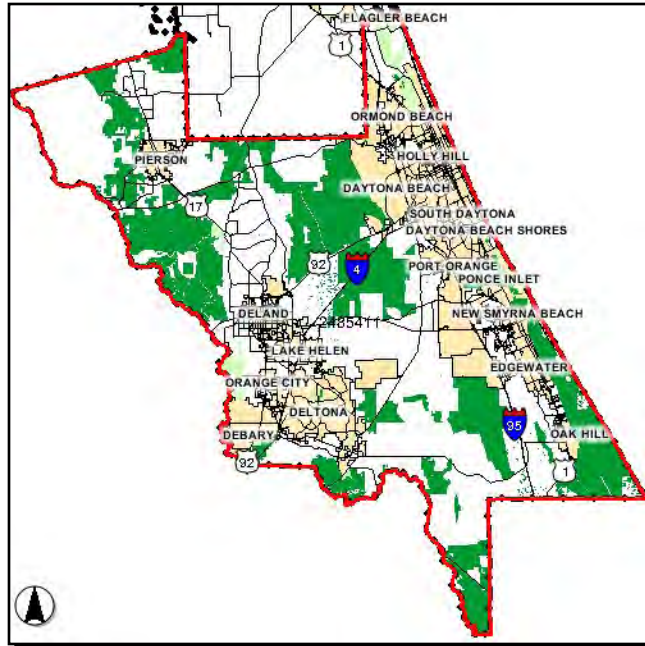 FLAGLER BEACH
1
ORMOND BEACH
HOLLY HILL
PIERSON
DAYTONA BEACH
17
SOUTH DAYTONA
DAYTONA BEACH SHORES
92
4
PORT ORANGE
PONCE INLET
DELAND
NEW SMYRNA BEACH
LAKE HELEN
EDGEWATER
ORANGE CITY
DELTONA
95
DEBARY
OAK HILL
92
1